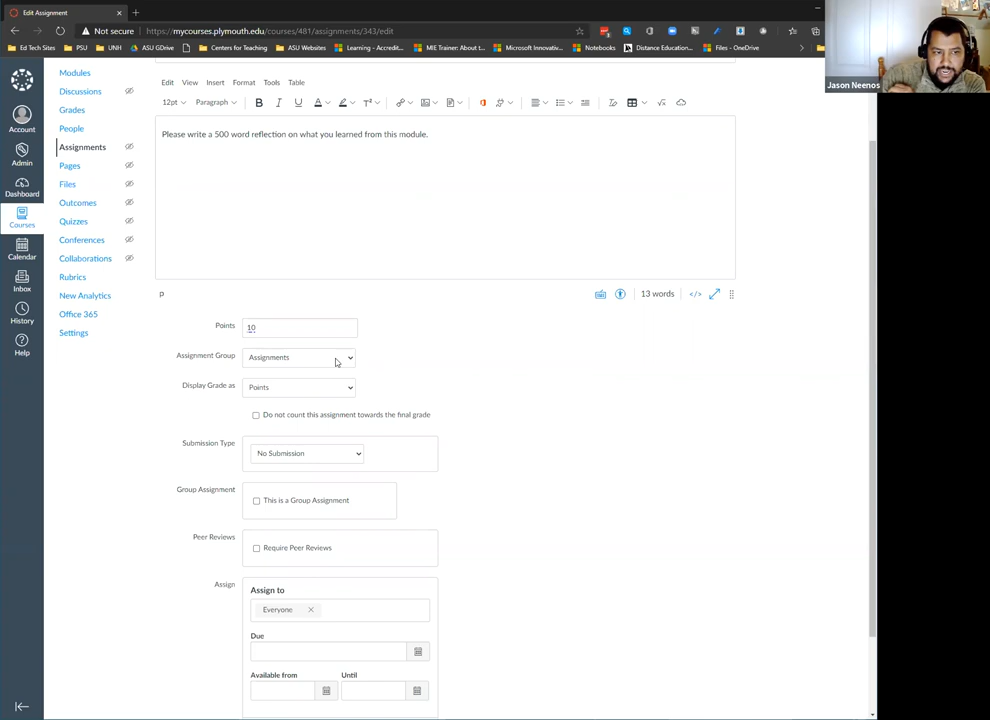 Edit Assignment
Not secure
https://mycourses.plymouth.edu/courses/481/assignments/343/edit
Ed Tech Sites
PSU
UNH
ASU GDrive
Centers for Teaching
ASU Websites
Learning - Accredit...
MIE Trainer: About t...
Microsoft Innovativ...
Notebooks
Distance Education...
Files - OneDrive
Jason Neenos
Account
Admin
Dashboard
Courses
Calendar
Inbox
History
Help
Modules
Discussions
Grades
People
Assignments
Pages
Files
Outcomes
Quizzes
Conferences
Collaborations
Rubrics
New Analytics
Office 365
Settings
Edit View Insert Format Tools Table
12pt Paragraph B I U A T²
Please write a 500 word reflection on what you learned from this module.
p
13 words
</>
Points
10
Assignment Group
Assignments
Display Grade as
Points
Do not count this assignment towards the final grade
Submission Type
No Submission
Group Assignment
This is a Group Assignment
Peer Reviews
Require Peer Reviews
Assign
Assign to
Everyone
Due
Available from
Until